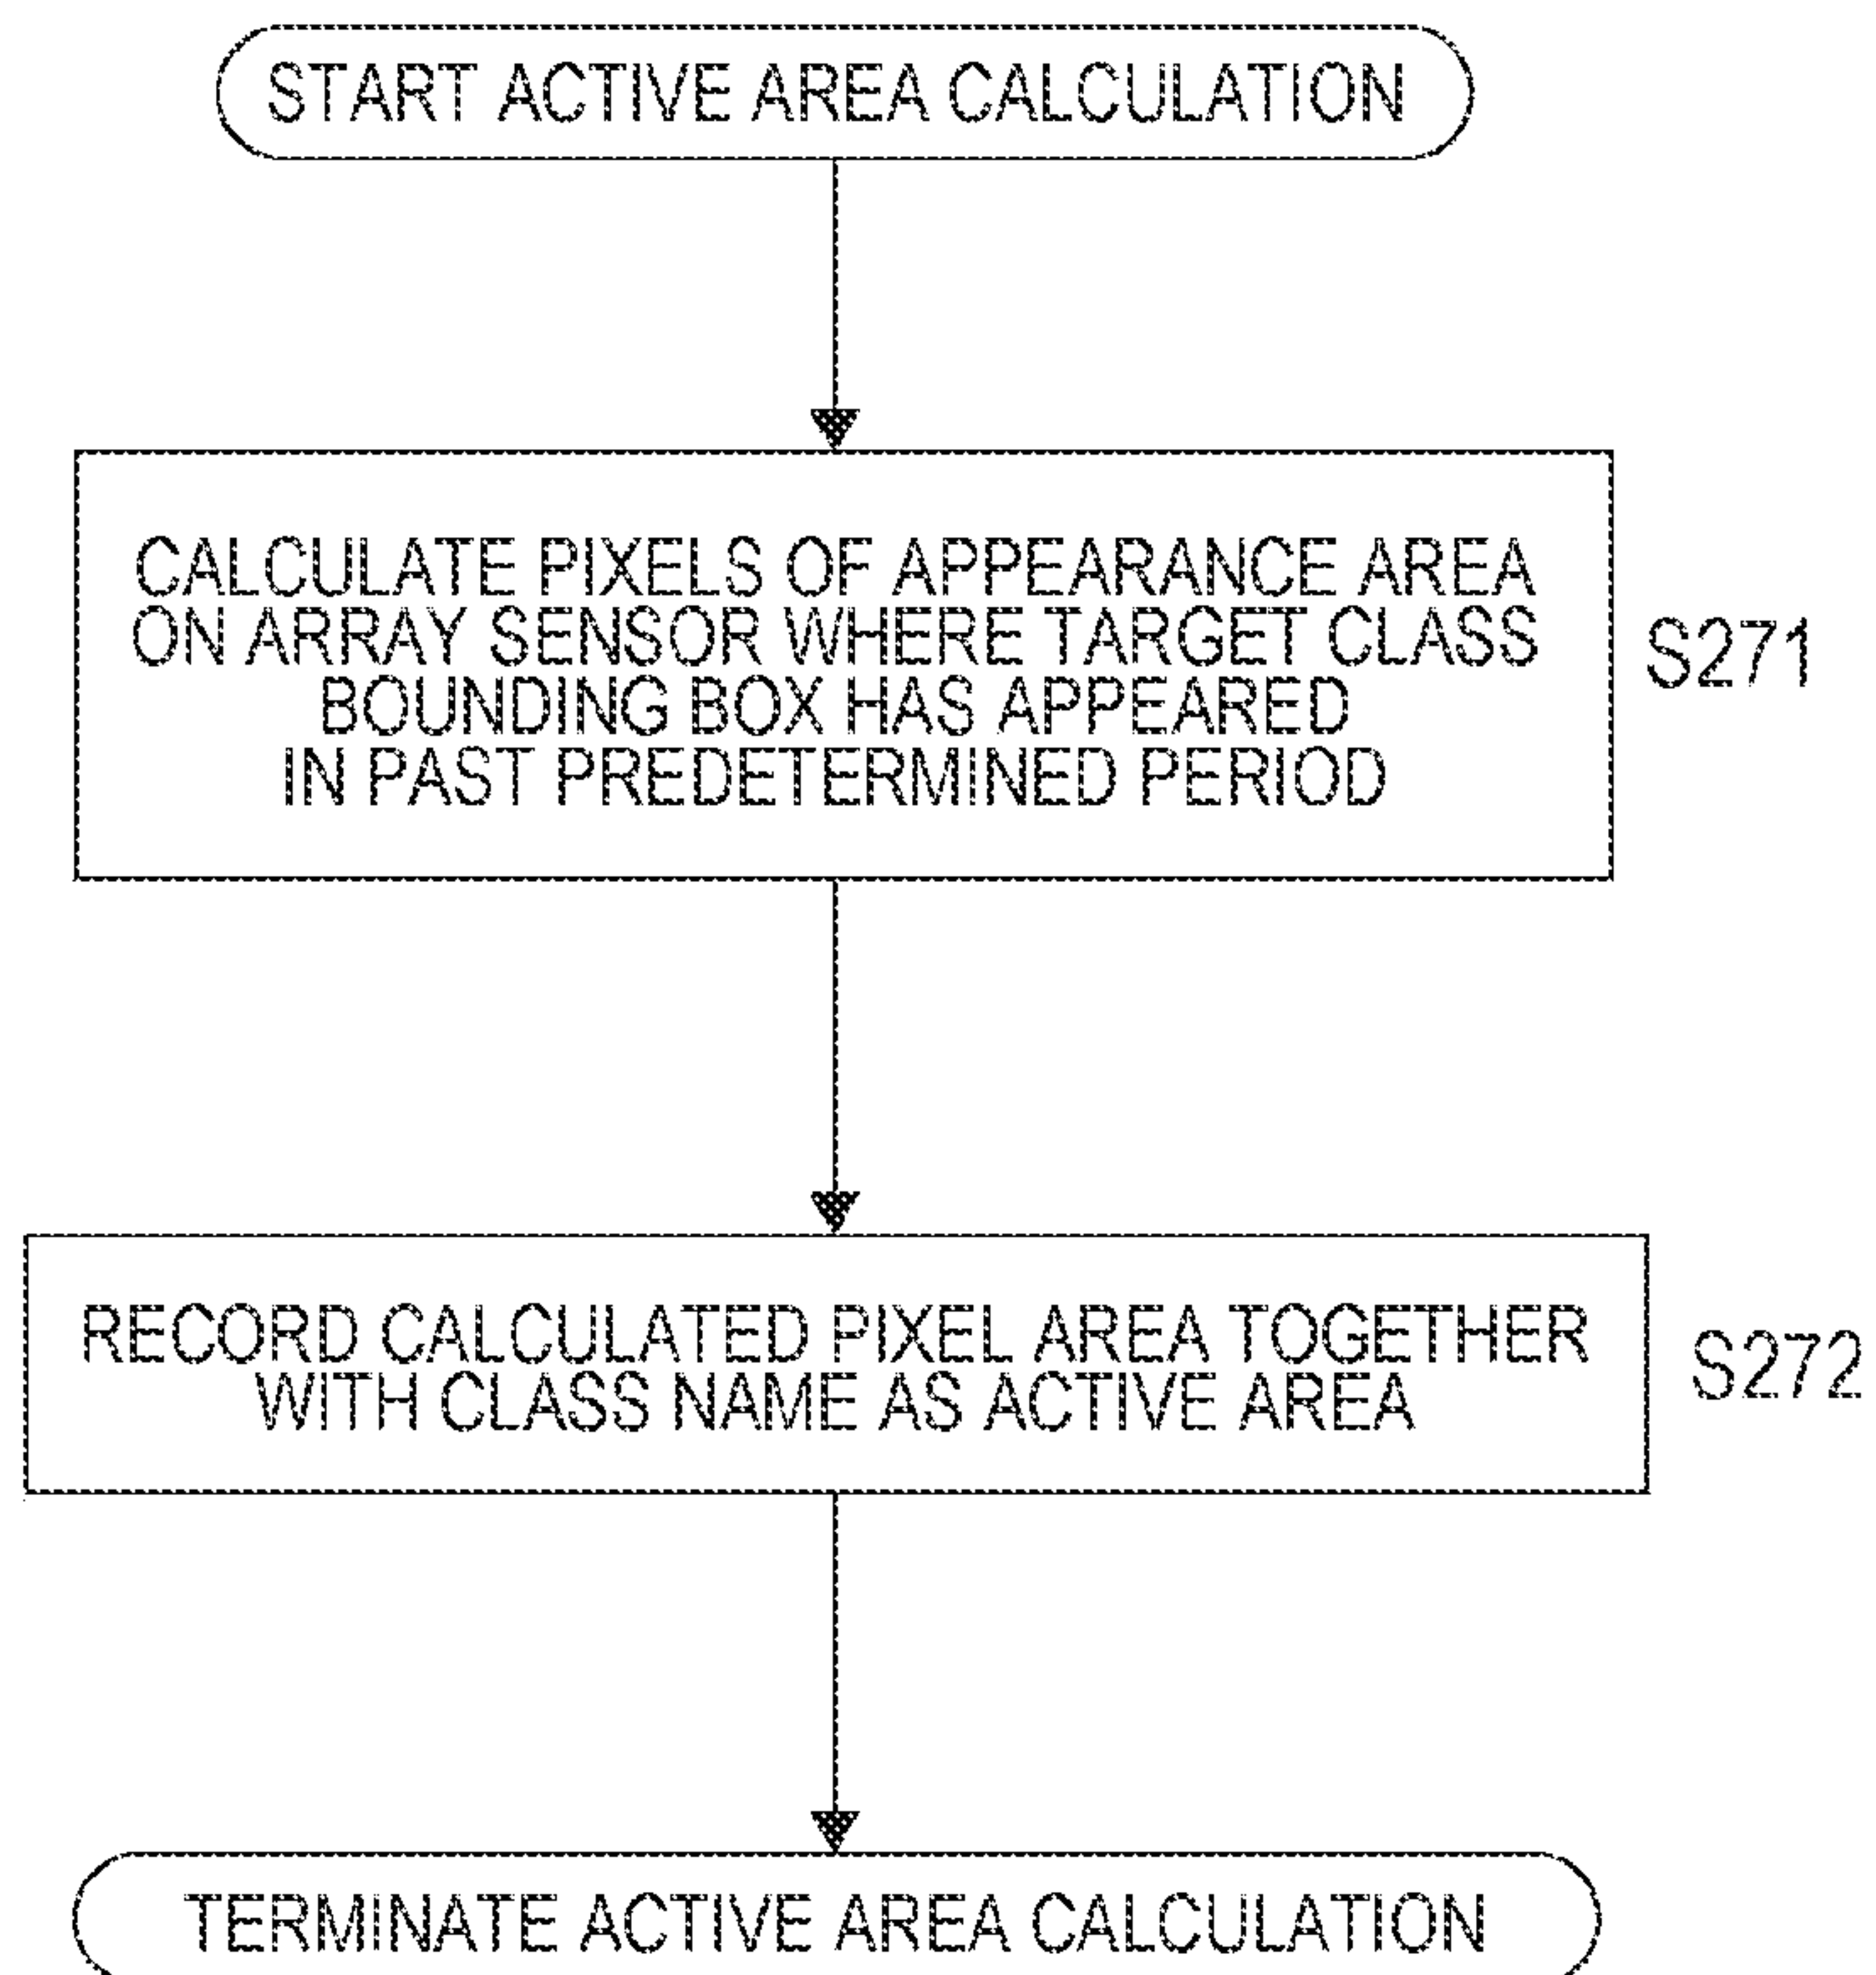 START ACTIVE AREA CALCULATION
CALCULATE PIXELS OF APPEARANCE AREA
ON ARRAY SENSOR WHERE TARGET CLASS
BOUNDING BOX HAS APPEARED
IN PAST PREDETERMINED PERIOD
S271
RECORD CALCULATED PIXEL AREA TOGETHER
WITH CLASS NAME AS ACTIVE AREA
S272
TERMINATE ACTIVE AREA CALCULATION